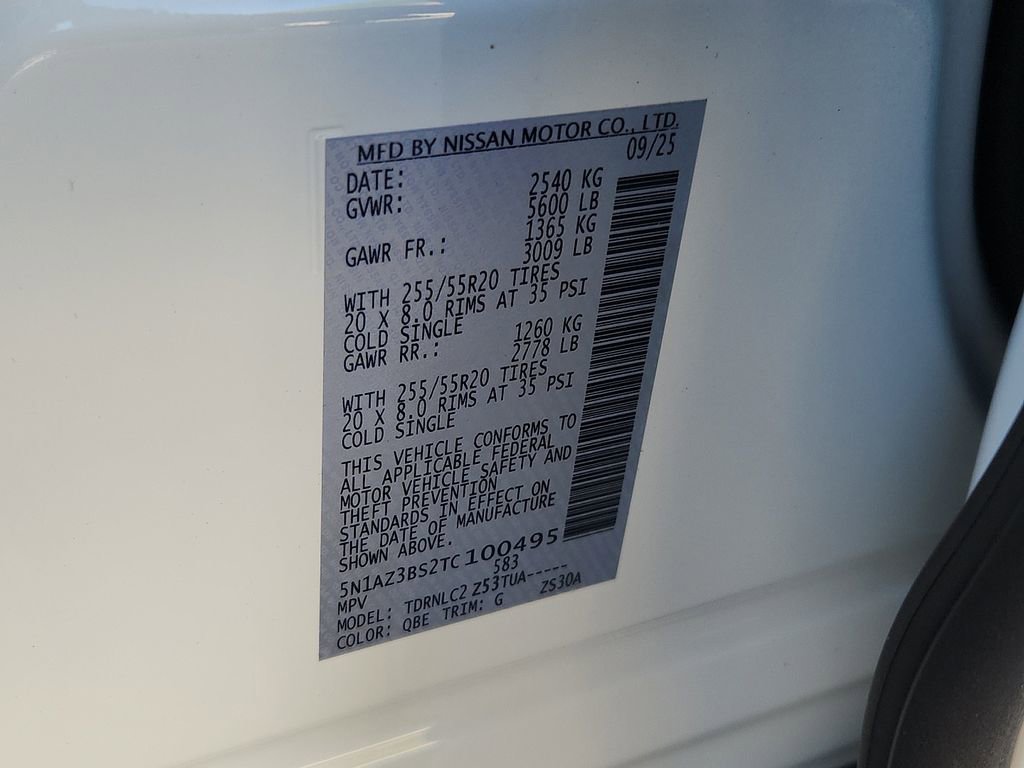 MFD BY NISSAN MOTOR CO., LTD.
DATE: 09/25
GVWR: 2540 KG
5600 LB
GAWR FR.: 1365 KG
3009 LB
WITH 255/55R20 TIRES
20 X 8.0 RIMS AT 35 PSI
COLD SINGLE
GAWR RR.: 1260 KG
2778 LB
WITH 255/55R20 TIRES
20 X 8.0 RIMS AT 35 PSI
COLD SINGLE
THIS VEHICLE CONFORMS TO
ALL APPLICABLE FEDERAL
MOTOR VEHICLE SAFETY AND
THEFT PREVENTION
STANDARDS IN EFFECT ON
THE DATE OF MANUFACTURE
SHOWN ABOVE.
5N1AZ3BS2TC100495
MPV 583
MODEL: TDRNLC2 Z53TUA-----
COLOR: QBE TRIM: G ZS30A